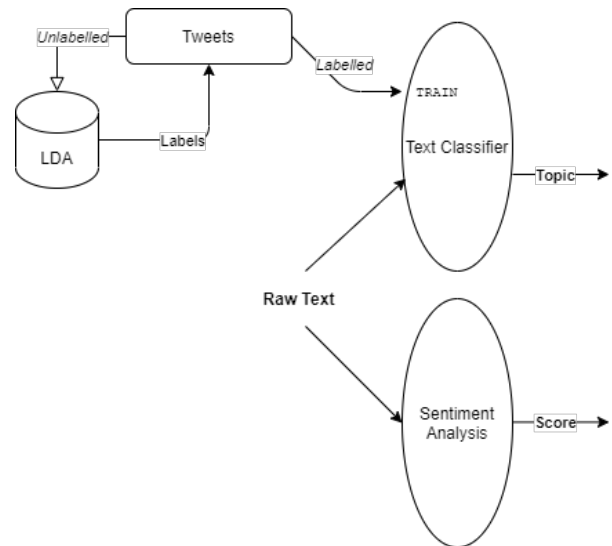 Unlabelled
Tweets
Labelled
TRAIN
LDA
Labels
Text Classifier
Topic
Raw Text
Sentiment
Analysis
Score